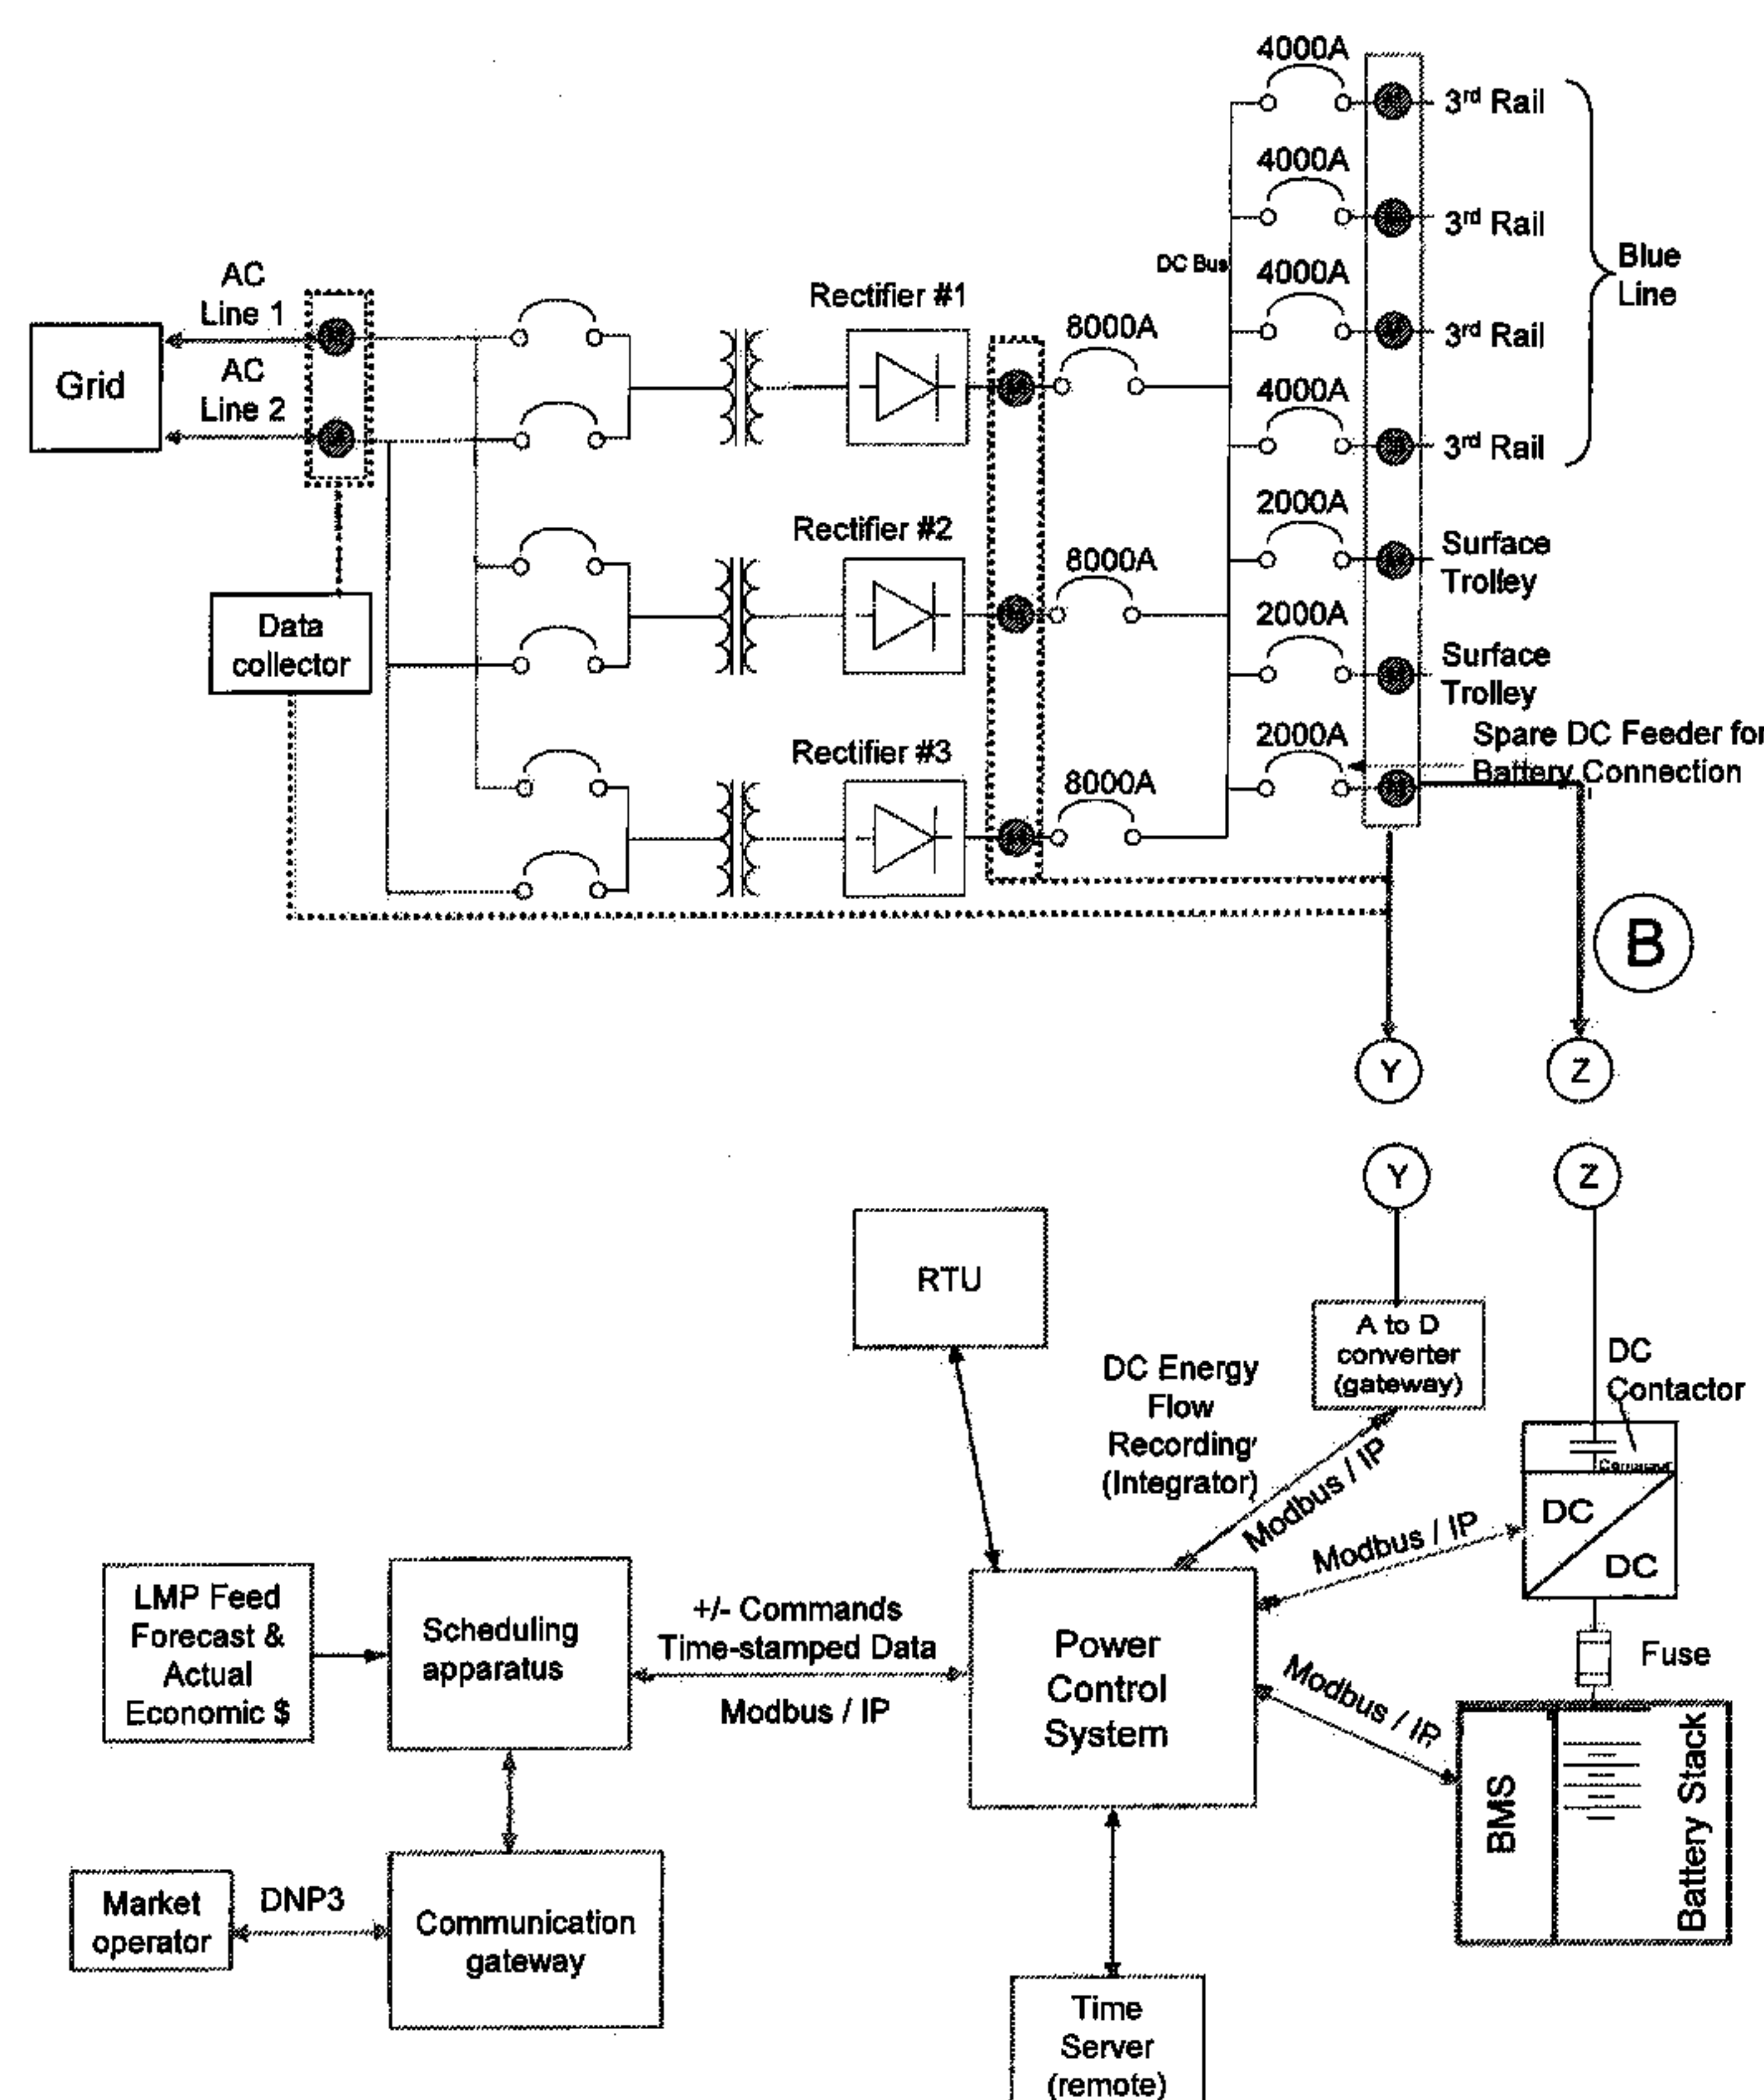 4000A
3rd Rail
4000A
3rd Rail
DC Bus
4000A
3rd Rail
Blue
Line
4000A
3rd Rail
AC
Line 1
AC
Line 2
Grid
Rectifier #1
8000A
2000A
Surface
Trolley
Rectifier #2
8000A
2000A
Surface
Trolley
Data
collector
Rectifier #3
8000A
2000A
Spare DC Feeder for
Battery Connection
B
Y
Z
Y
Z
RTU
A to D
converter
(gateway)
DC Energy
Flow
Recording
(Integrator)
Modbus / IP
DC
Contactor
DC
DC
Modbus / IP
Fuse
LMP Feed
Forecast &
Actual
Economic $
Scheduling
apparatus
+/- Commands
Time-stamped Data
Modbus / IP
Power
Control
System
Modbus / IP
BMS
Battery Stack
Market
operator
DNP3
Communication
gateway
Time
Server
(remote)